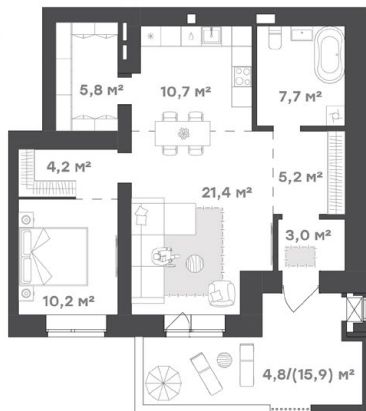 5,8 м²
10,7 м²
7,7 м²
4,2 м²
5,2 м²
21,4 м²
3,0 м²
10,2 м²
4,8/(15,9) м²